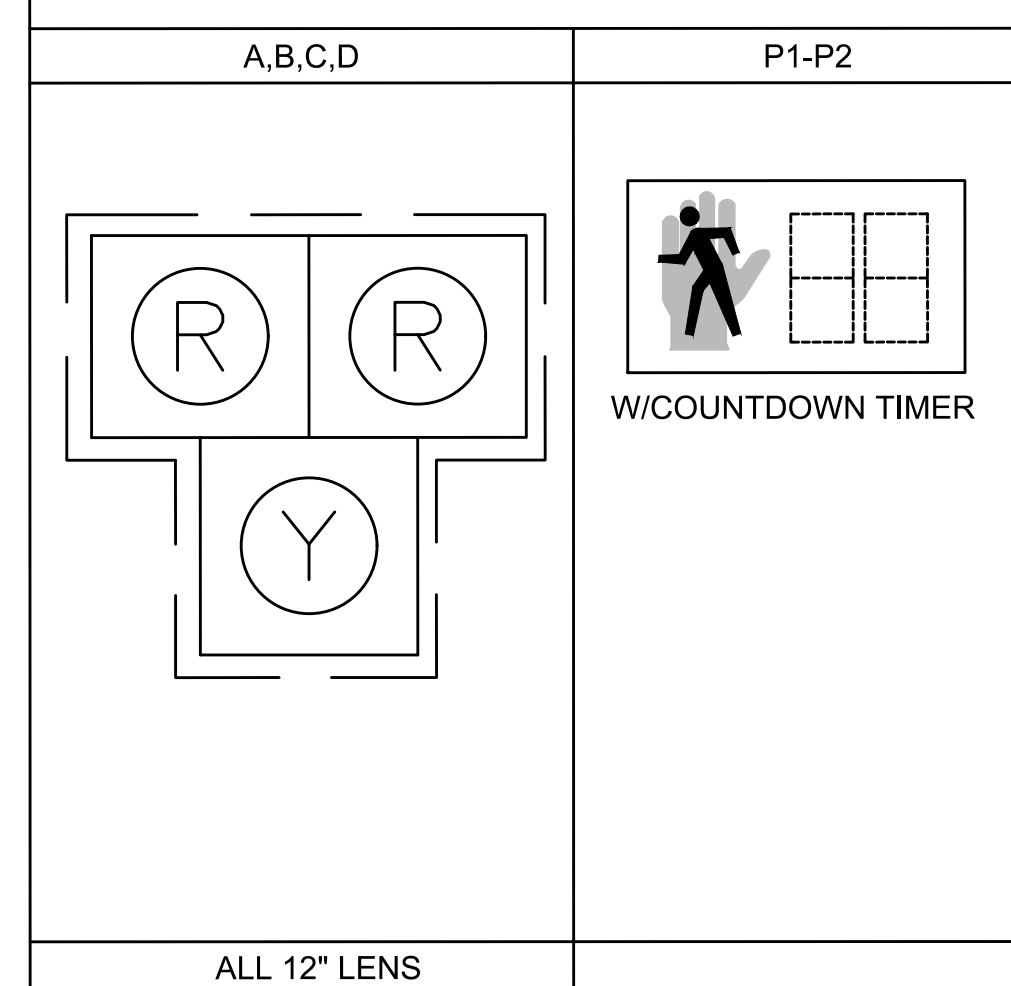 A,B,C,D
P1-P2
R R
Y
W/COUNTDOWN TIMER
ALL 12" LENS